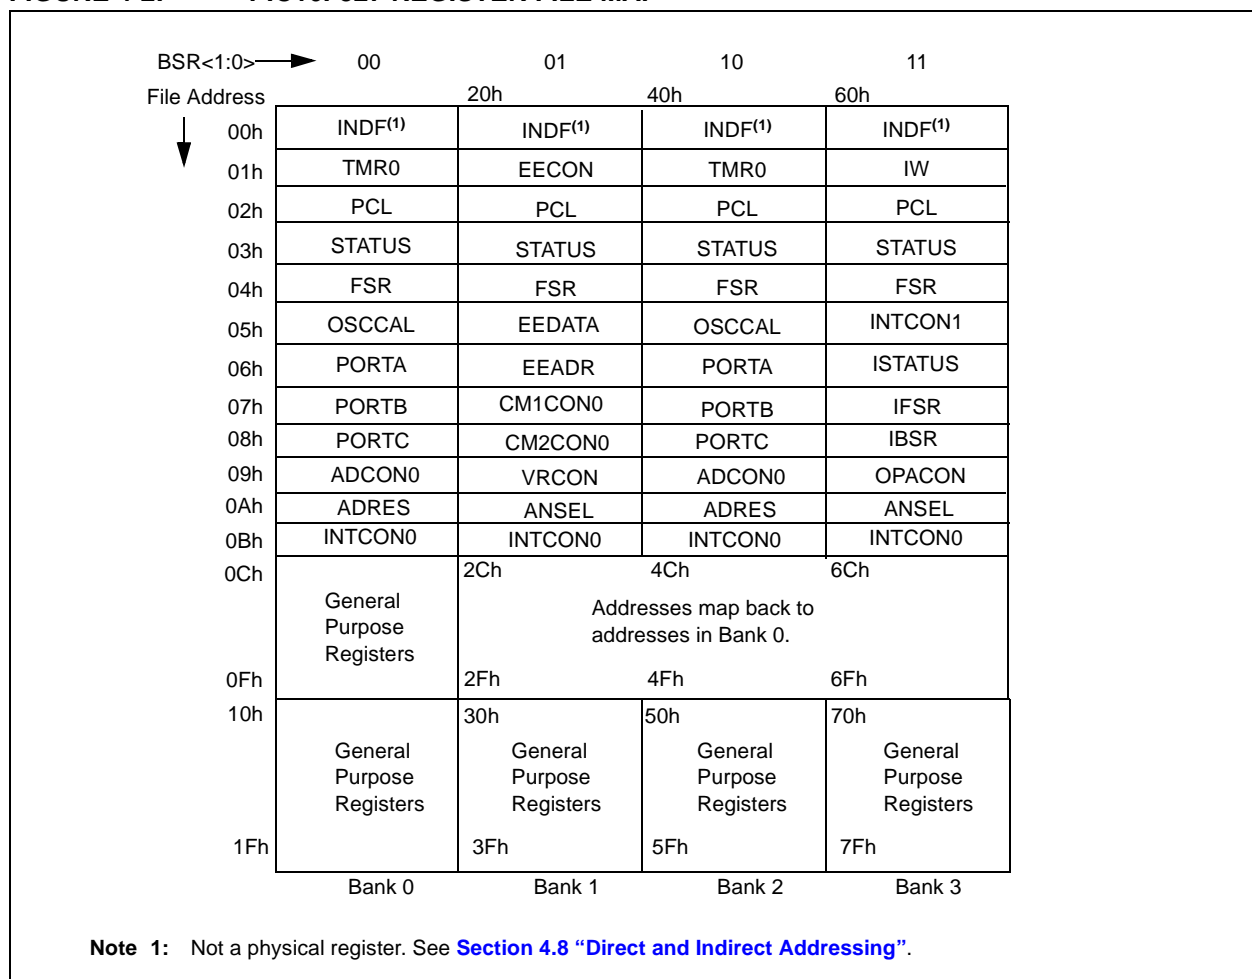 BSR<1:0> 00 01 10 11
File Address 20h 40h 60h
00h INDF(1) INDF(1) INDF(1) INDF(1)
01h TMR0 EECON TMR0 IW
02h PCL PCL PCL PCL
03h STATUS STATUS STATUS STATUS
04h FSR FSR FSR FSR
05h OSCCAL EEDATA OSCCAL INTCON1
06h PORTA EEADR PORTA ISTATUS
07h PORTB CM1CON0 PORTB IFSR
08h PORTC CM2CON0 PORTC IBSR
09h ADCON0 VRCON ADCON0 OPACON
0Ah ADRES ANSEL ADRES ANSEL
0Bh INTCON0 INTCON0 INTCON0 INTCON0
0Ch 2Ch 4Ch 6Ch
General
Purpose
Registers
Addresses map back to
addresses in Bank 0.
0Fh 2Fh 4Fh 6Fh
10h 30h 50h 70h
General General General General
Purpose Purpose Purpose Purpose
Registers Registers Registers Registers
1Fh 3Fh 5Fh 7Fh
Bank 0 Bank 1 Bank 2 Bank 3
Note 1: Not a physical register. See Section 4.8 “Direct and Indirect Addressing”.